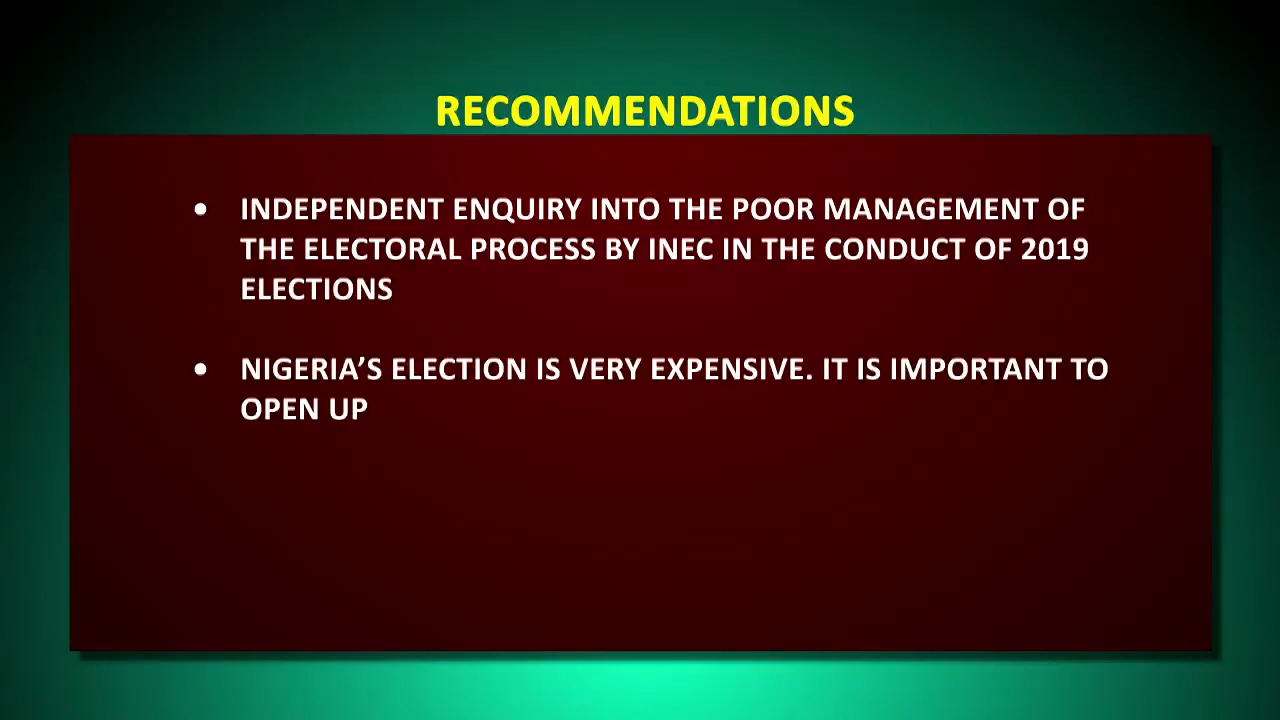 RECOMMENDATIONS
• INDEPENDENT ENQUIRY INTO THE POOR MANAGEMENT OF
THE ELECTORAL PROCESS BY INEC IN THE CONDUCT OF 2019
ELECTIONS
• NIGERIA’S ELECTION IS VERY EXPENSIVE. IT IS IMPORTANT TO
OPEN UP